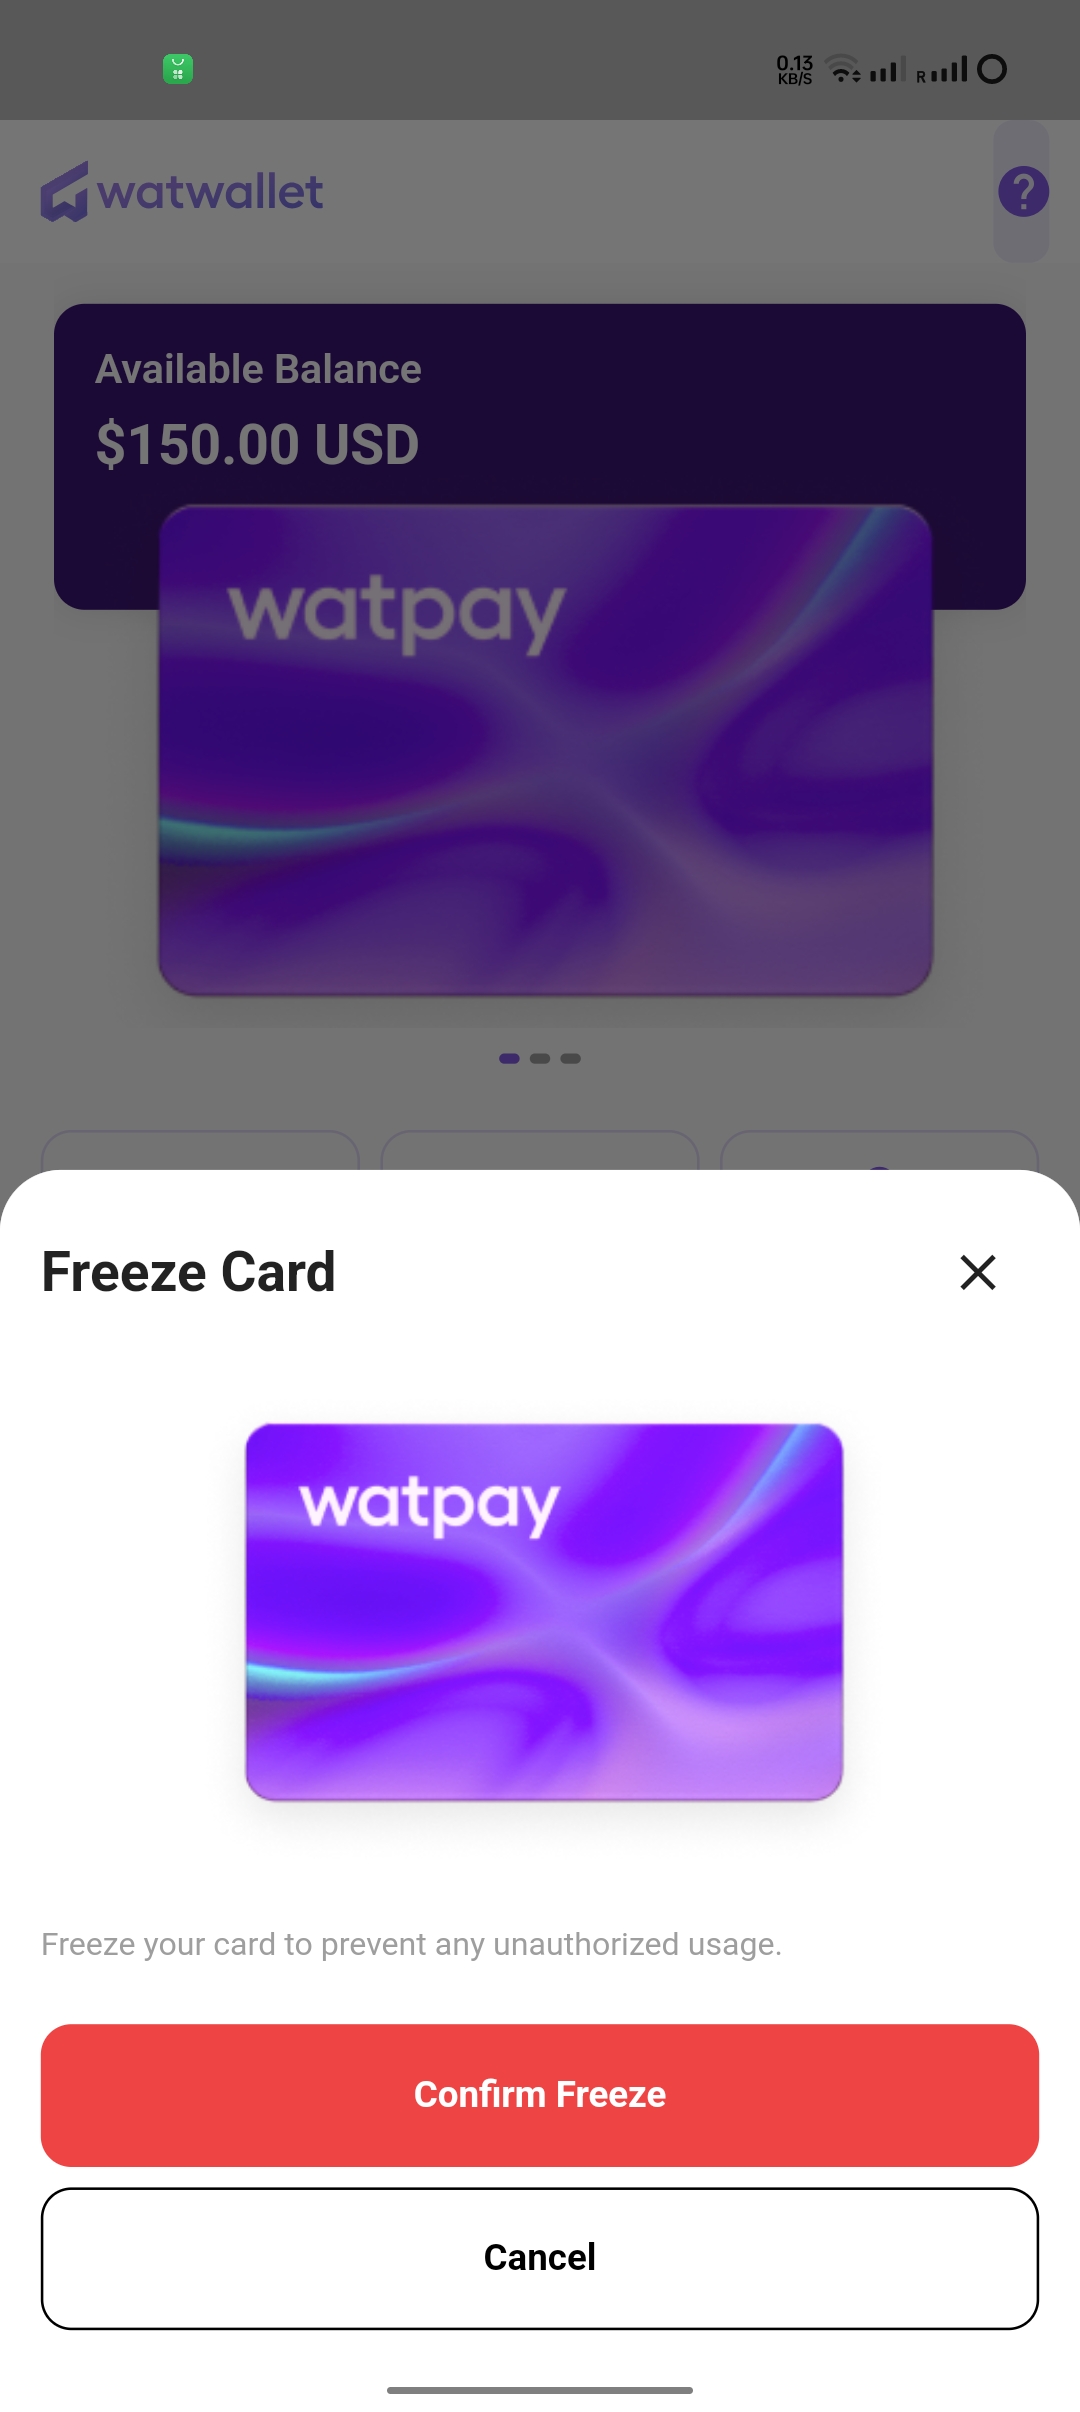 0.13
KB/S
R
watwallet
?
Available Balance
$150.00 USD
watpay
Freeze Card
watpay
Freeze your card to prevent any unauthorized usage.
Confirm Freeze
Cancel